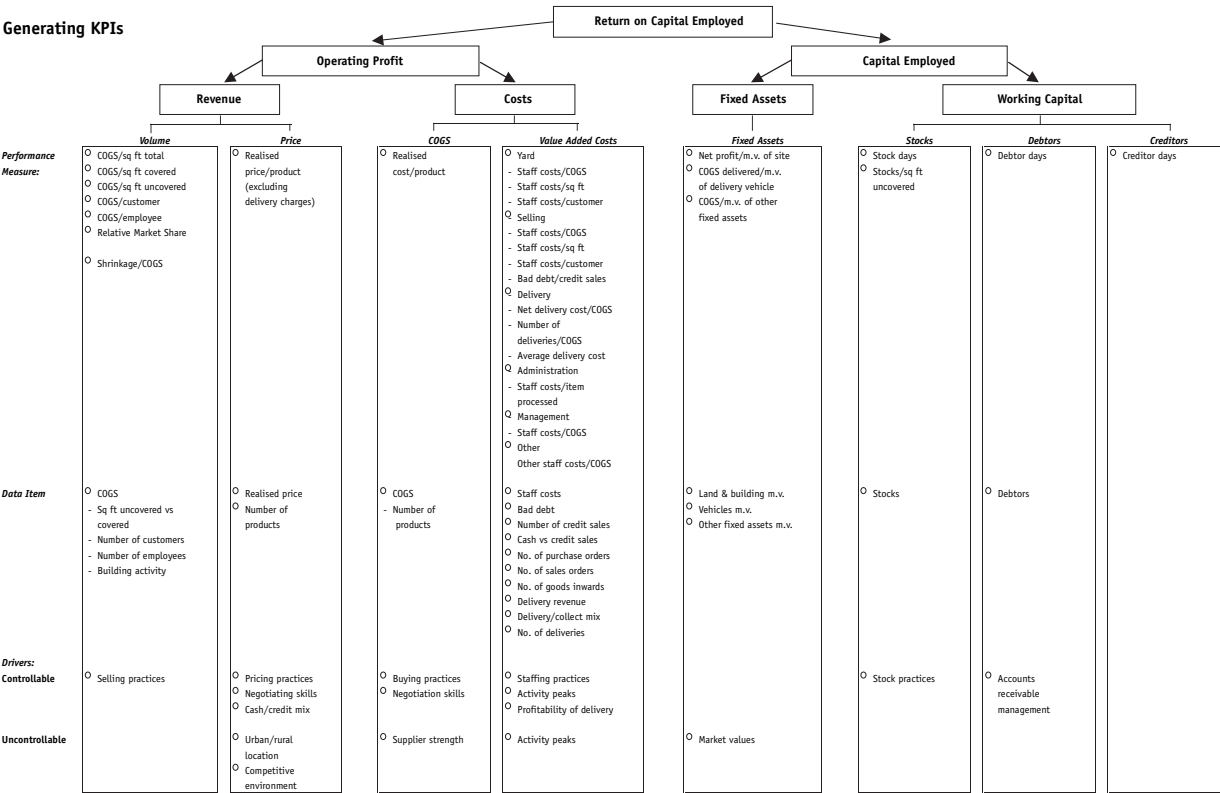 Generating KPIs
Return on Capital Employed
Operating Profit
Capital Employed
Revenue
Costs
Fixed Assets
Working Capital
Volume
Price
COGS
Value Added Costs
Fixed Assets
Stocks
Debtors
Creditors
Performance
Measure:
O COGS/sq ft total
O COGS/sq ft covered
O COGS/sq ft uncovered
O COGS/customer
O COGS/employee
O Relative Market Share
O Shrinkage/COGS
O Realised
price/product
(excluding
delivery charges)
O Realised
cost/product
O Yard
- Staff costs/COGS
- Staff costs/sq ft
- Staff costs/customer
Q Selling
- Staff costs/COGS
- Staff costs/sq ft
- Staff costs/customer
- Bad debt/credit sales
Q Delivery
- Net delivery cost/COGS
- Number of
deliveries/COGS
- Average delivery cost
Q Administration
- Staff costs/item
processed
Q Management
- Staff costs/COGS
O Other
Other staff costs/COGS
O Net profit/m.v. of site
O COGS delivered/m.v.
of delivery vehicle
O COGS/m.v. of other
fixed assets
O Stock days
O Stocks/sq ft
uncovered
O Debtor days
O Creditor days
Data Item
O COGS
- Sq ft uncovered vs
covered
- Number of customers
- Number of employees
- Building activity
O Realised price
O Number of
products
O COGS
- Number of
products
O Staff costs
O Bad debt
O Number of credit sales
O Cash vs credit sales
O No. of purchase orders
O No. of sales orders
O No. of goods inwards
O Delivery revenue
O Delivery/collect mix
O No. of deliveries
O Land & building m.v.
O Vehicles m.v.
O Other fixed assets m.v.
O Stocks
O Debtors
Drivers:
Controllable
O Selling practices
O Pricing practices
O Negotiating skills
O Cash/credit mix
O Buying practices
O Negotiation skills
O Staffing practices
O Activity peaks
O Profitability of delivery
O Stock practices
O Accounts
receivable
management
Uncontrollable
O Urban/rural
location
O Competitive
environment
O Supplier strength
O Activity peaks
O Market values